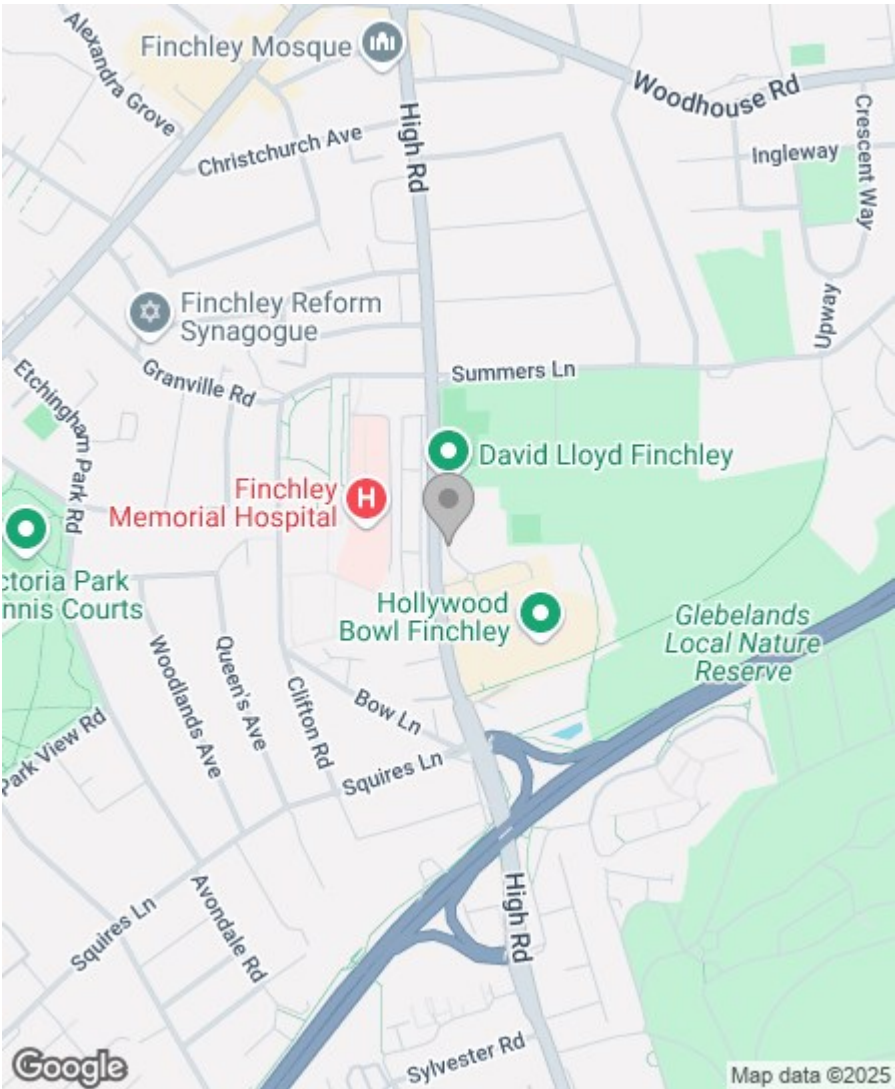 Alexandra Grove
Finchley Mosque
Woodhouse Rd
High Rd
Christchurch Ave
Ingleway
Crescent Way
Finchley Reform
Synagogue
Upway
Summers Ln
Granville Rd
Etchingham Park Rd
David Lloyd Finchley
Finchley
Memorial Hospital
H
ctoria Park
nnis Courts
Hollywood
Bowl Finchley
Glebelands
Local Nature
Reserve
Queen's Ave
Woodlands Ave
Clifton Rd
Bow Ln
Park View Rd
Squires Ln
Avondale Rd
High Rd
Squires Ln
Sylvester Rd
Google
Map data ©2025